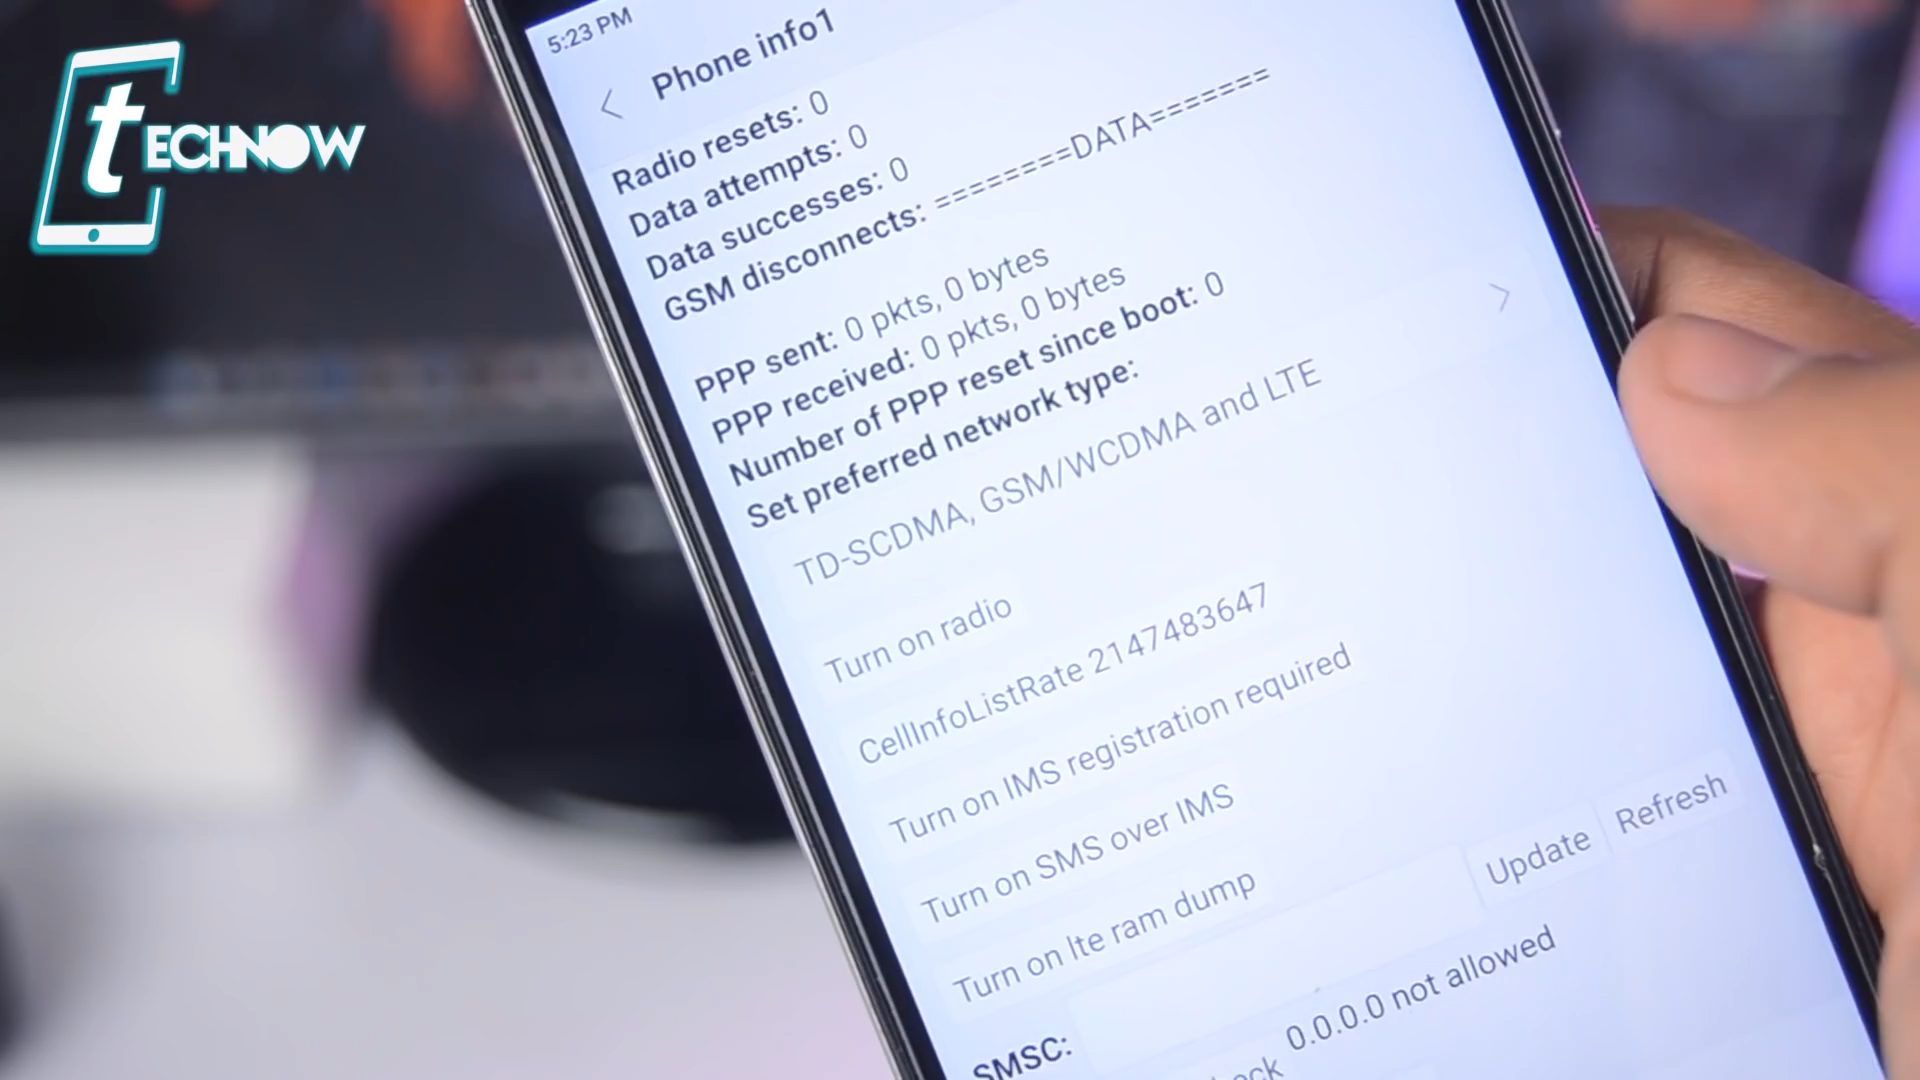 tECHNOW
5:23 PM
Phone info1
Radio resets: 0
Data attempts: 0
Data successes: 0
GSM disconnects: ========DATA=======
PPP sent: 0 pkts, 0 bytes
PPP received: 0 pkts, 0 bytes
Number of PPP reset since boot: 0
Set preferred network type:
TD-SCDMA, GSM/WCDMA and LTE
Turn on radio
CellInfoListRate 2147483647
Turn on IMS registration required
Turn on SMS over IMS
Turn on lte ram dump
Update Refresh
SMSC:
0.0.0.0 not allowed